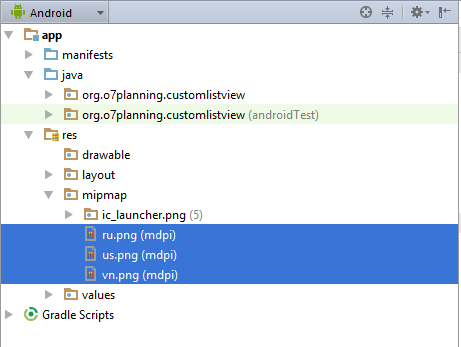 Android
app
manifests
java
org.o7planning.customlistview
org.o7planning.customlistview (androidTest)
res
drawable
layout
mipmap
ic_launcher.png (5)
ru.png (mdpi)
us.png (mdpi)
vn.png (mdpi)
values
Gradle Scripts